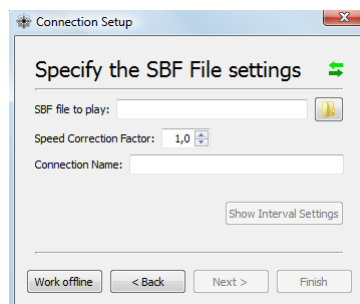 Connection Setup
Specify the SBF File settings
SBF file to play:
Speed Correction Factor: 1,0
Connection Name:
Show Interval Settings
Work offline < Back Next > Finish